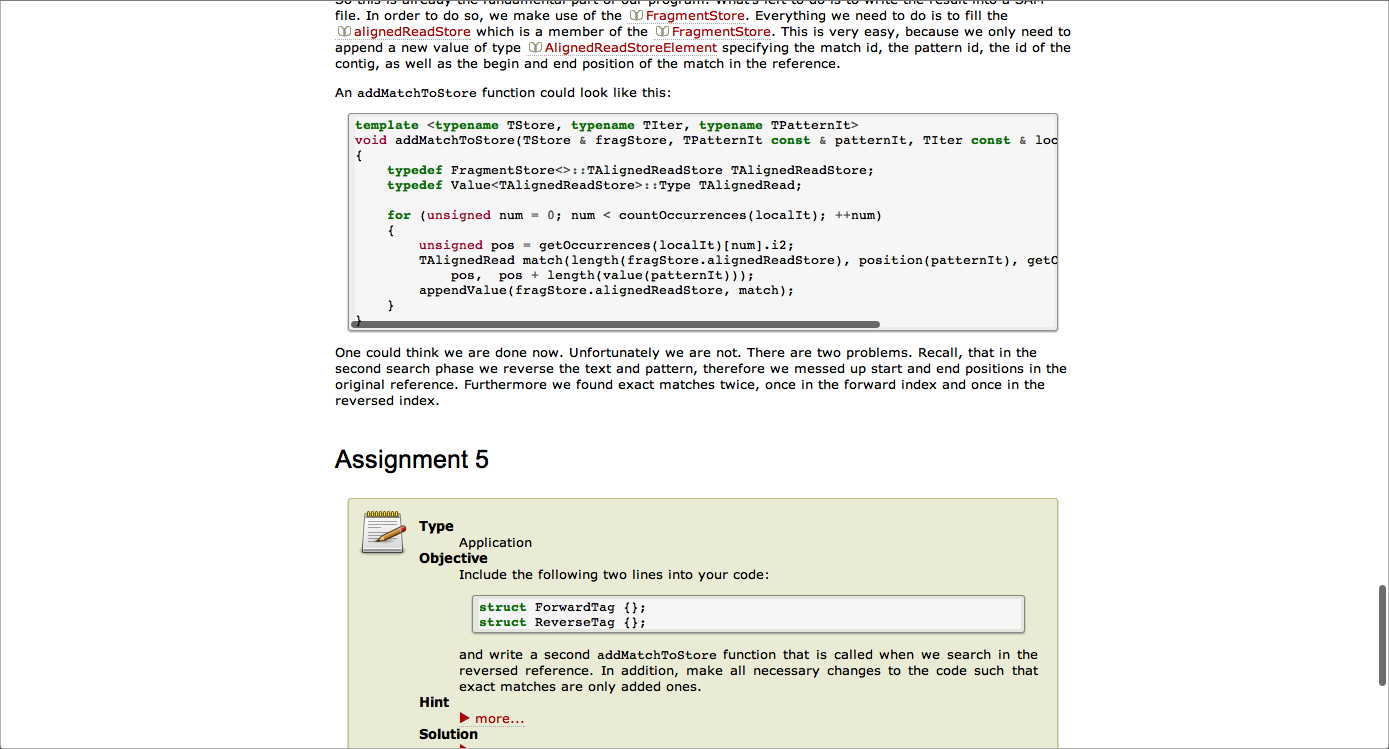 So this is already the fundamental part of our program. What's left to do is to write the result into a SAM
file. In order to do so, we make use of the FragmentStore. Everything we need to do is to fill the
alignedReadStore which is a member of the FragmentStore. This is very easy, because we only need to
append a new value of type AlignedReadStoreElement specifying the match id, the pattern id, the id of the
contig, as well as the begin and end position of the match in the reference.
An addMatchToStore function could look like this:
template <typename TStore, typename TIter, typename TPatternIt>
void addMatchToStore(TStore & fragStore, TPatternIt const & patternIt, TIter const & loc
{
typedef FragmentStore<>::TAlignedReadStore TAlignedReadStore;
typedef Value<TAlignedReadStore>::Type TAlignedRead;
for (unsigned num = 0; num < countOccurrences(localIt); ++num)
{
unsigned pos = getOccurrences(localIt)[num].i2;
TAlignedRead match(length(fragStore.alignedReadStore), position(patternIt), getO
pos,  pos + length(value(patternIt)));
appendValue(fragStore.alignedReadStore, match);
}
}
One could think we are done now. Unfortunately we are not. There are two problems. Recall, that in the
second search phase we reverse the text and pattern, therefore we messed up start and end positions in the
original reference. Furthermore we found exact matches twice, once in the forward index and once in the
reversed index.
Assignment 5
Type
Application
Objective
Include the following two lines into your code:
struct ForwardTag {};
struct ReverseTag {};
and write a second addMatchToStore function that is called when we search in the
reversed reference. In addition, make all necessary changes to the code such that
exact matches are only added ones.
Hint
more...
Solution